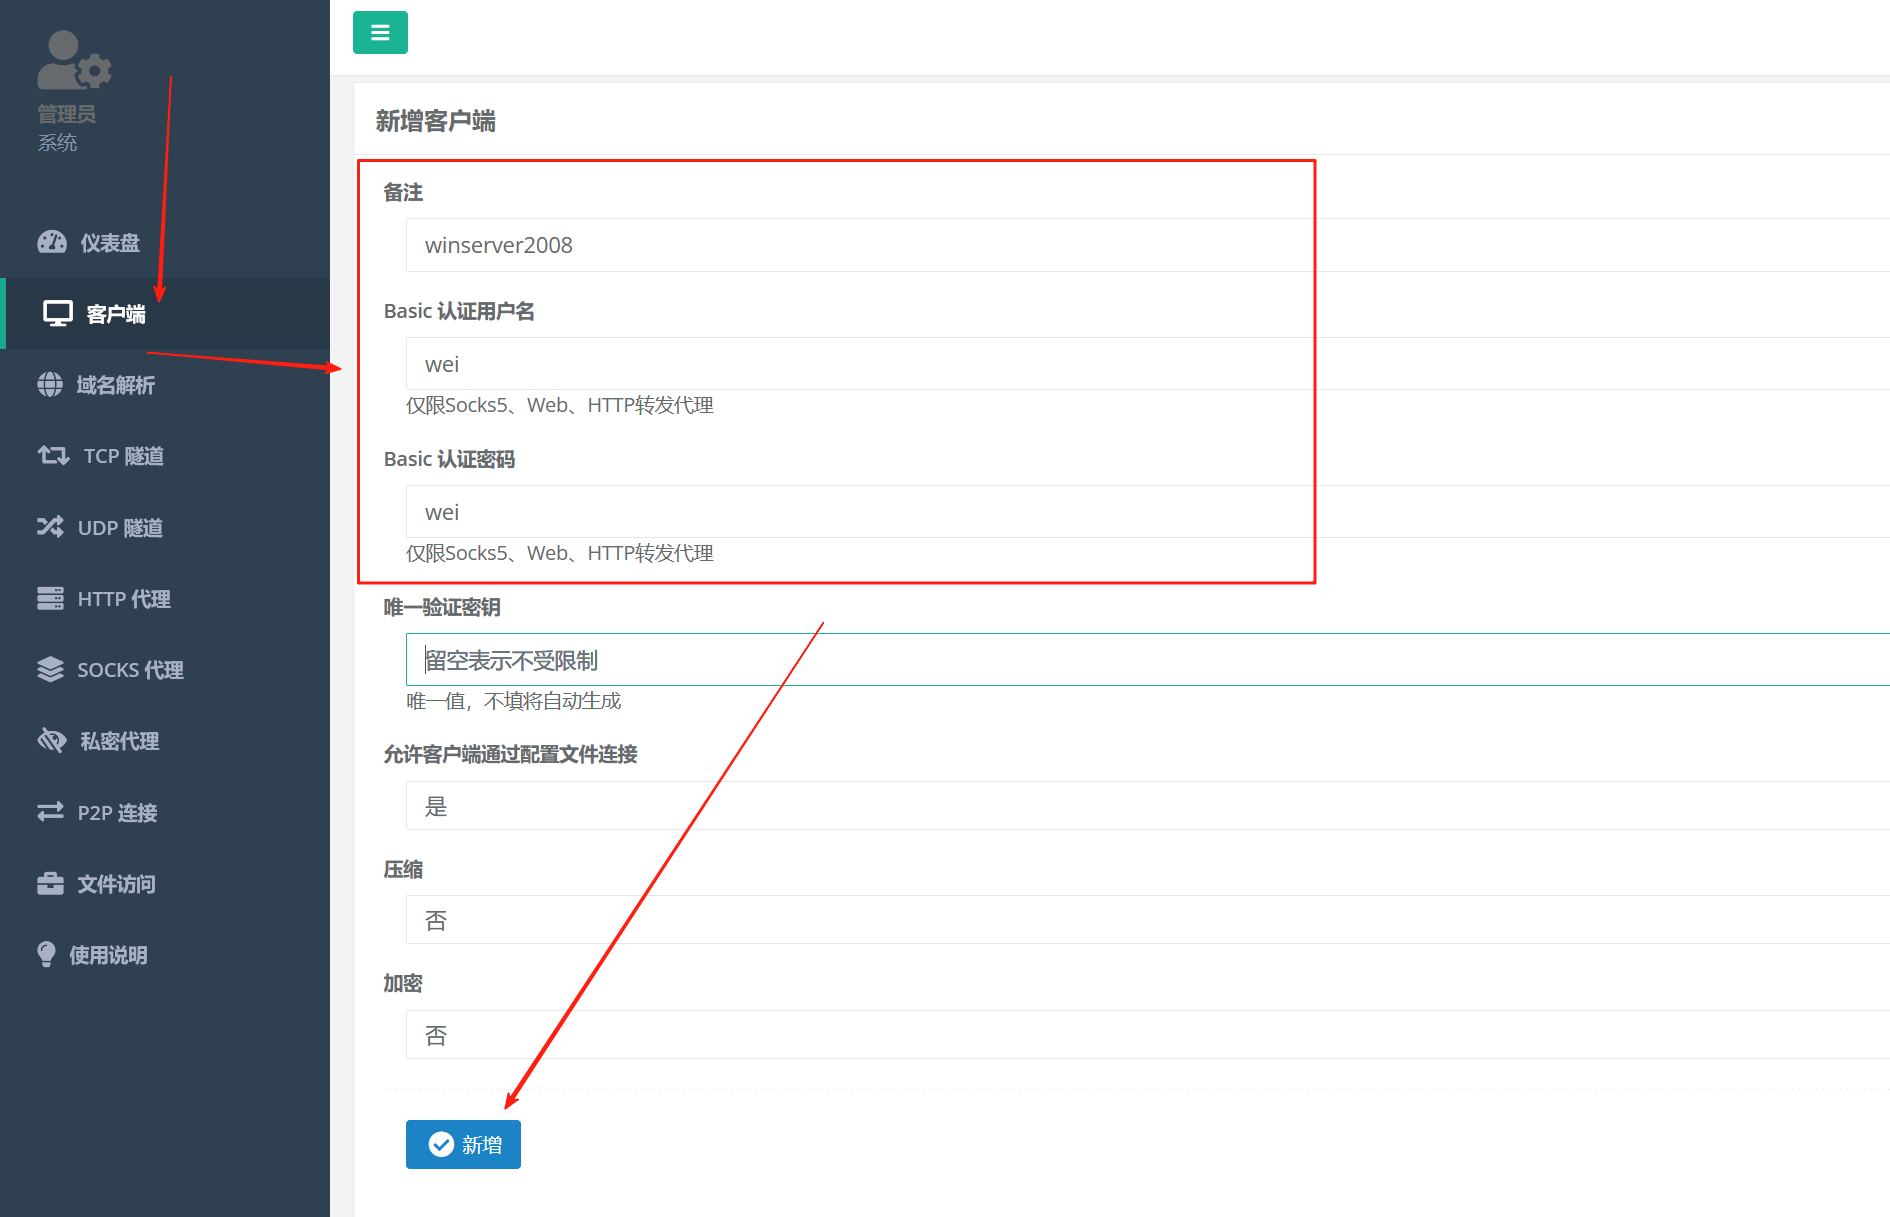 管理员
系统
仪表盘
客户端
域名解析
TCP 隧道
UDP 隧道
HTTP 代理
SOCKS 代理
私密代理
P2P 连接
文件访问
使用说明
新增客户端
备注
winserver2008
Basic 认证用户名
wei
仅限Socks5、Web、HTTP转发代理
Basic 认证密码
wei
仅限Socks5、Web、HTTP转发代理
唯一验证密钥
留空表示不受限制
唯一值，不填将自动生成
允许客户端通过配置文件连接
是
压缩
否
加密
否
新增